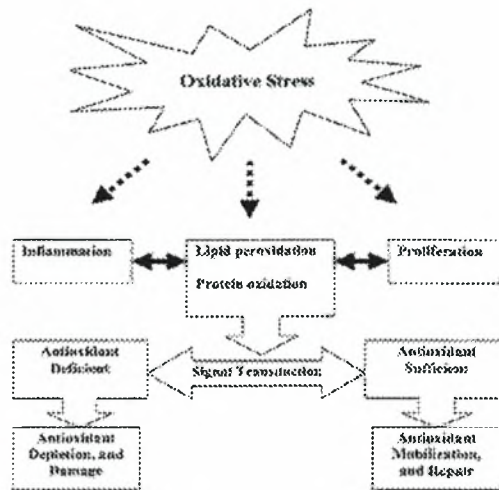 Oxidative Stress
Inflammation
Lipid peroxidation
Protein oxidation
Proliferation
Antioxidant
Deficient
Signal Transduction
Antioxidant
Sufficient
Antioxidant
Depletion, and
Damage
Antioxidant
Mobilization,
and Repair